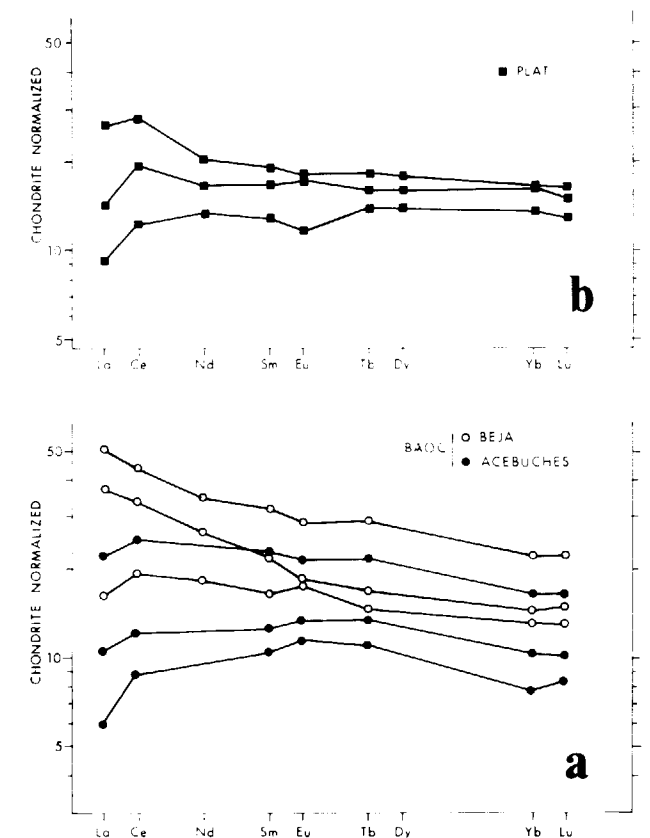 50
CHONDRITE NORMALIZED
PLAT
10
b
5
La Ce Nd Sm Eu Tb Dy Yb Lu
50
BAOC
BEJA
ACEBUCHES
CHONDRITE NORMALIZED
10
5
a
La Ce Nd Sm Eu Tb Dy Yb Lu